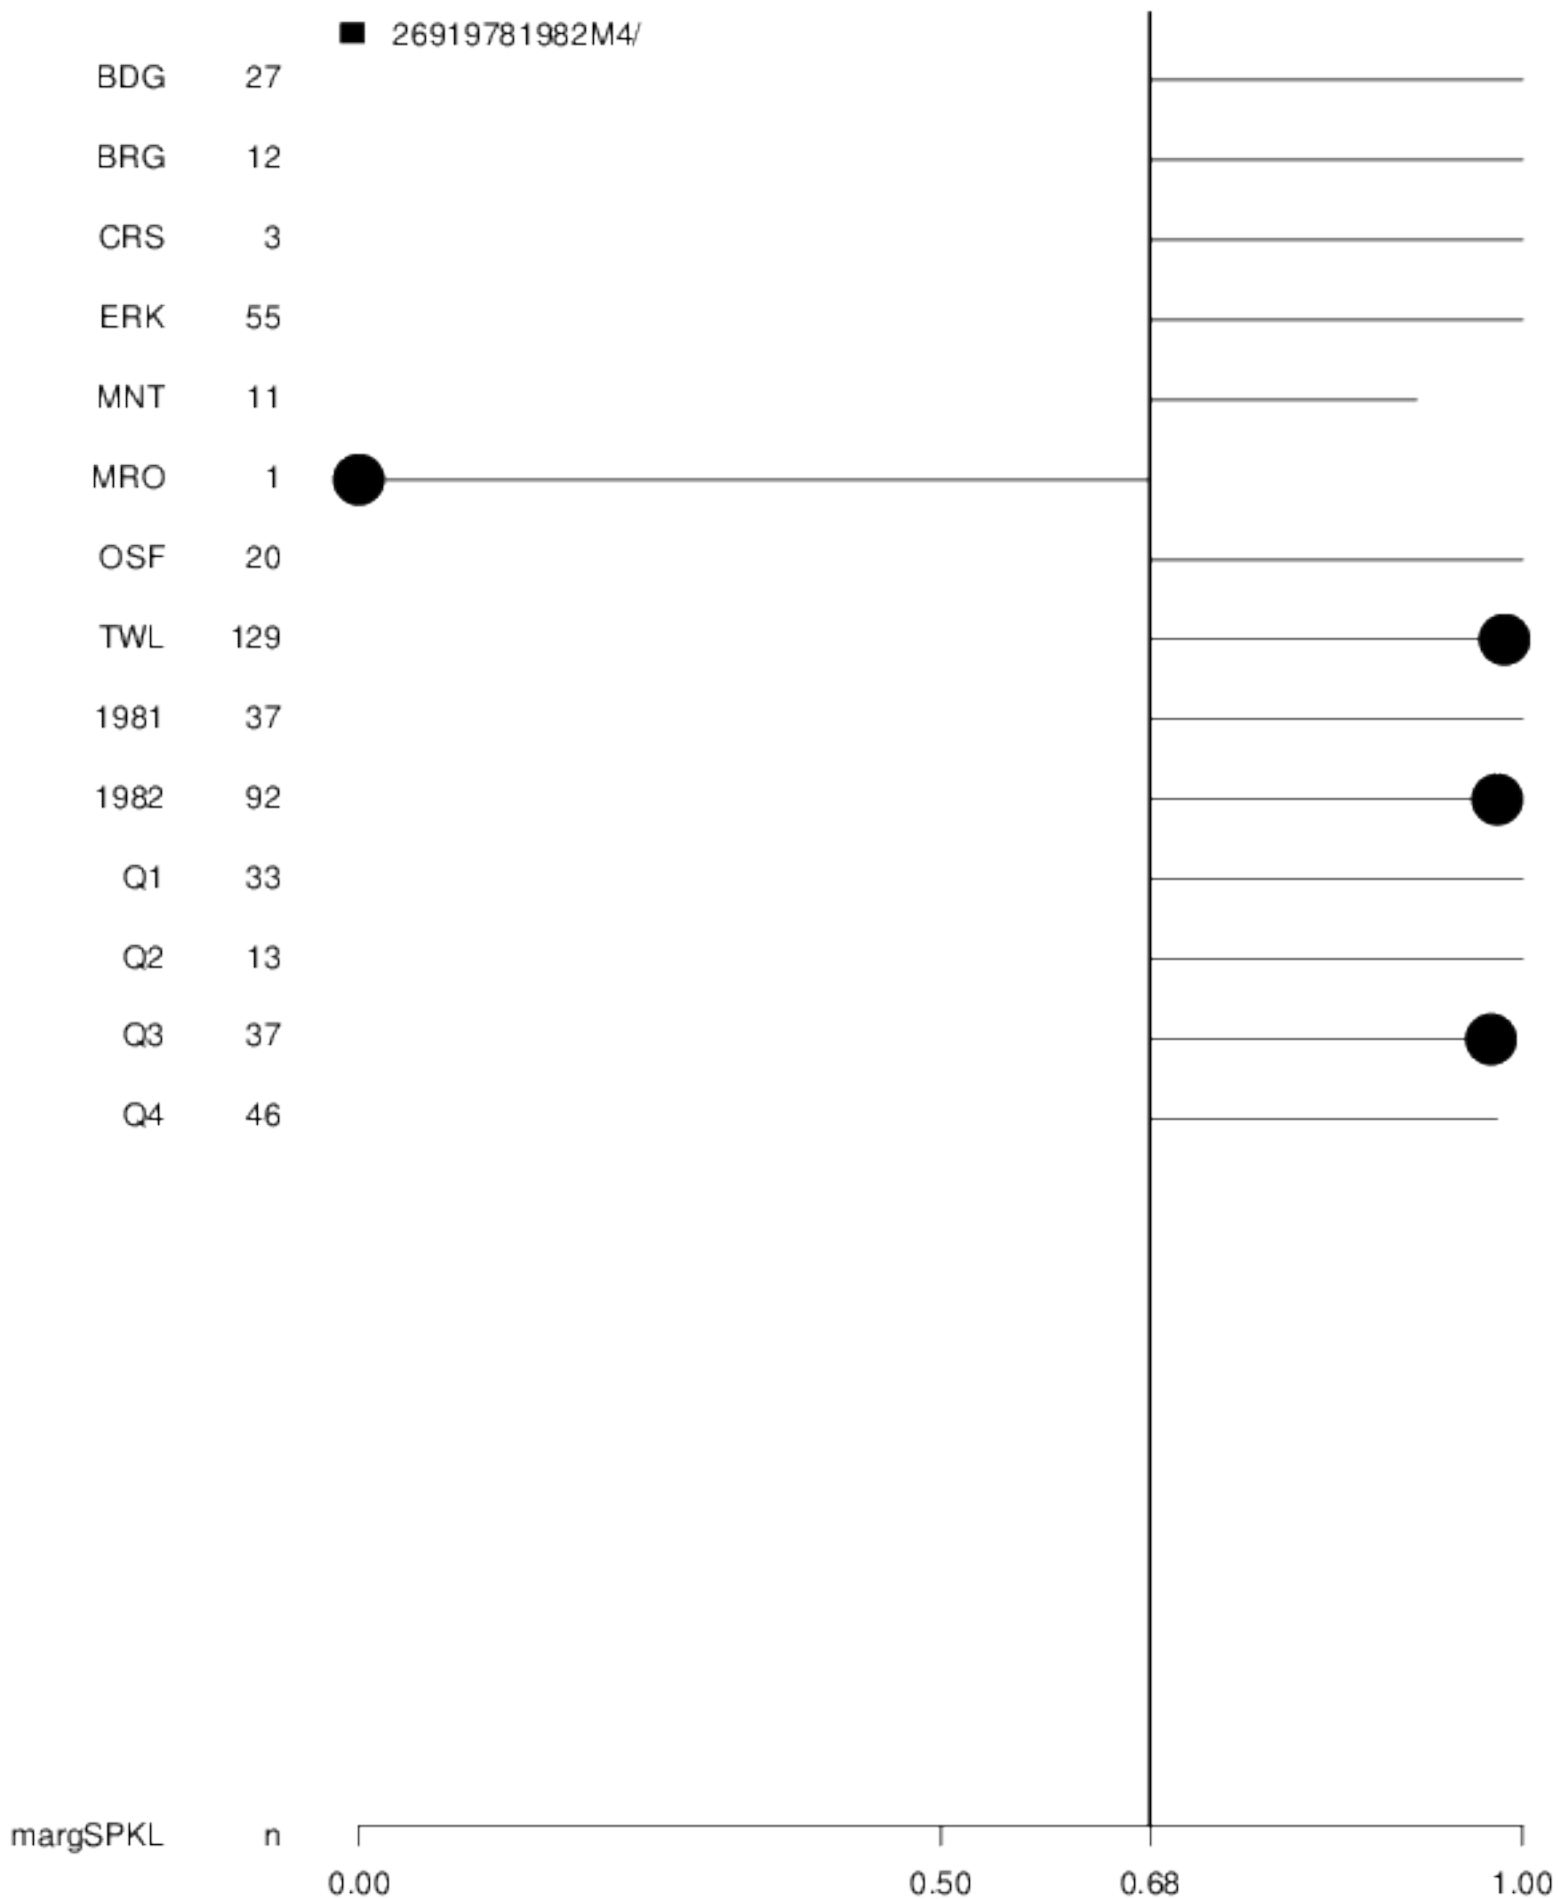 26919781982M4/
BDG 27
BRG 12
CRS 3
ERK 55
MNT 11
MRO 1
OSF 20
TWL 129
1981 37
1982 92
Q1 33
Q2 13
Q3 37
Q4 46
margSPKL n
0.00 0.50 0.68 1.00